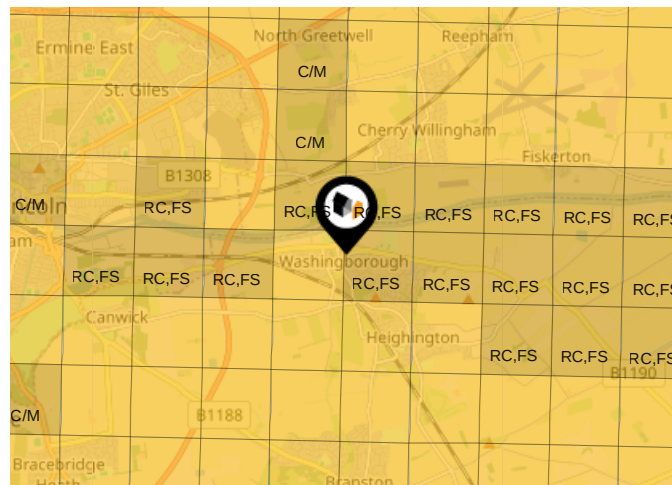 North Greetwell
Reepham
Ermine East
C/M
St. Giles
Cherry Willingham
C/M
Fiskerton
B1308
C/M
RC,FS
RC,FS
RC,FS
RC,FS
RC,FS
RC,FS
RC,FS
Washingborough
RC,FS
RC,FS
RC,FS
RC,FS
RC,FS
RC,FS
RC,FS
RC,FS
Canwick
Heighington
RC,FS
RC,FS
RC,FS
B1190
C/M
B1188
Bracebridge
Heath
Branston